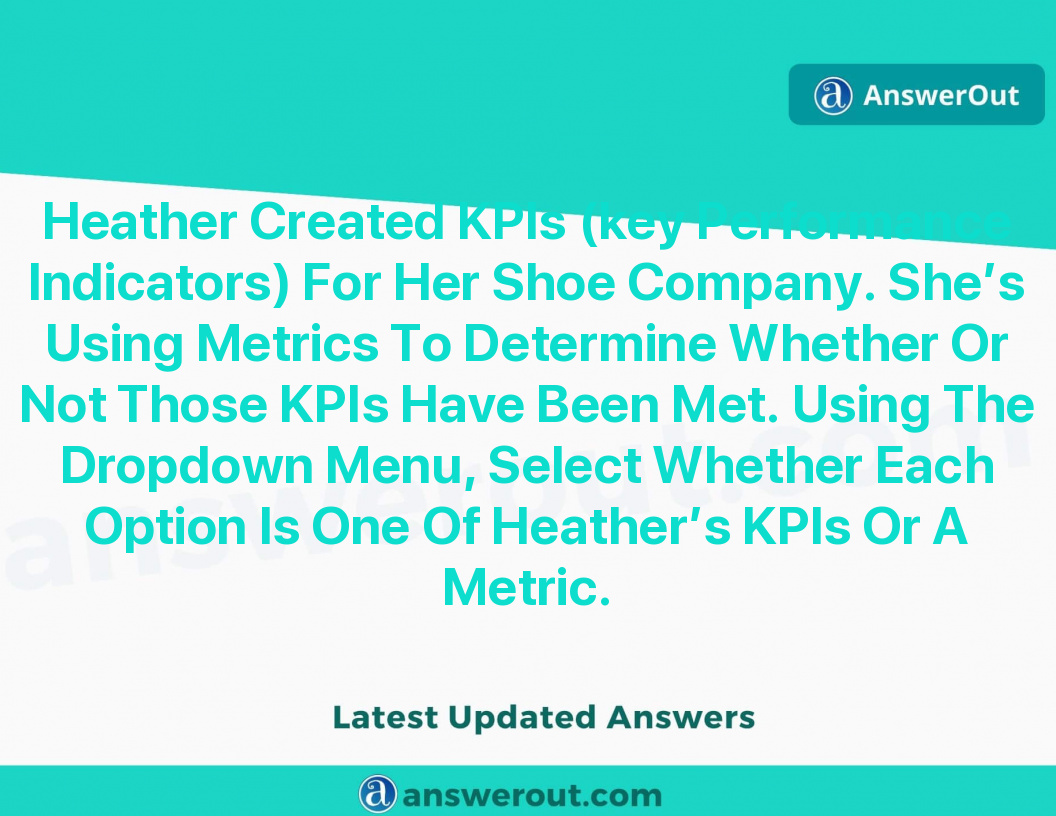 AnswerOut
Heather Created KPIs (key Performance
Indicators) For Her Shoe Company. She’s
Using Metrics To Determine Whether Or
Not Those KPIs Have Been Met. Using The
Dropdown Menu, Select Whether Each
Option Is One Of Heather’s KPIs Or A
Metric.
answerout.com
Latest Updated Answers
answerout.com